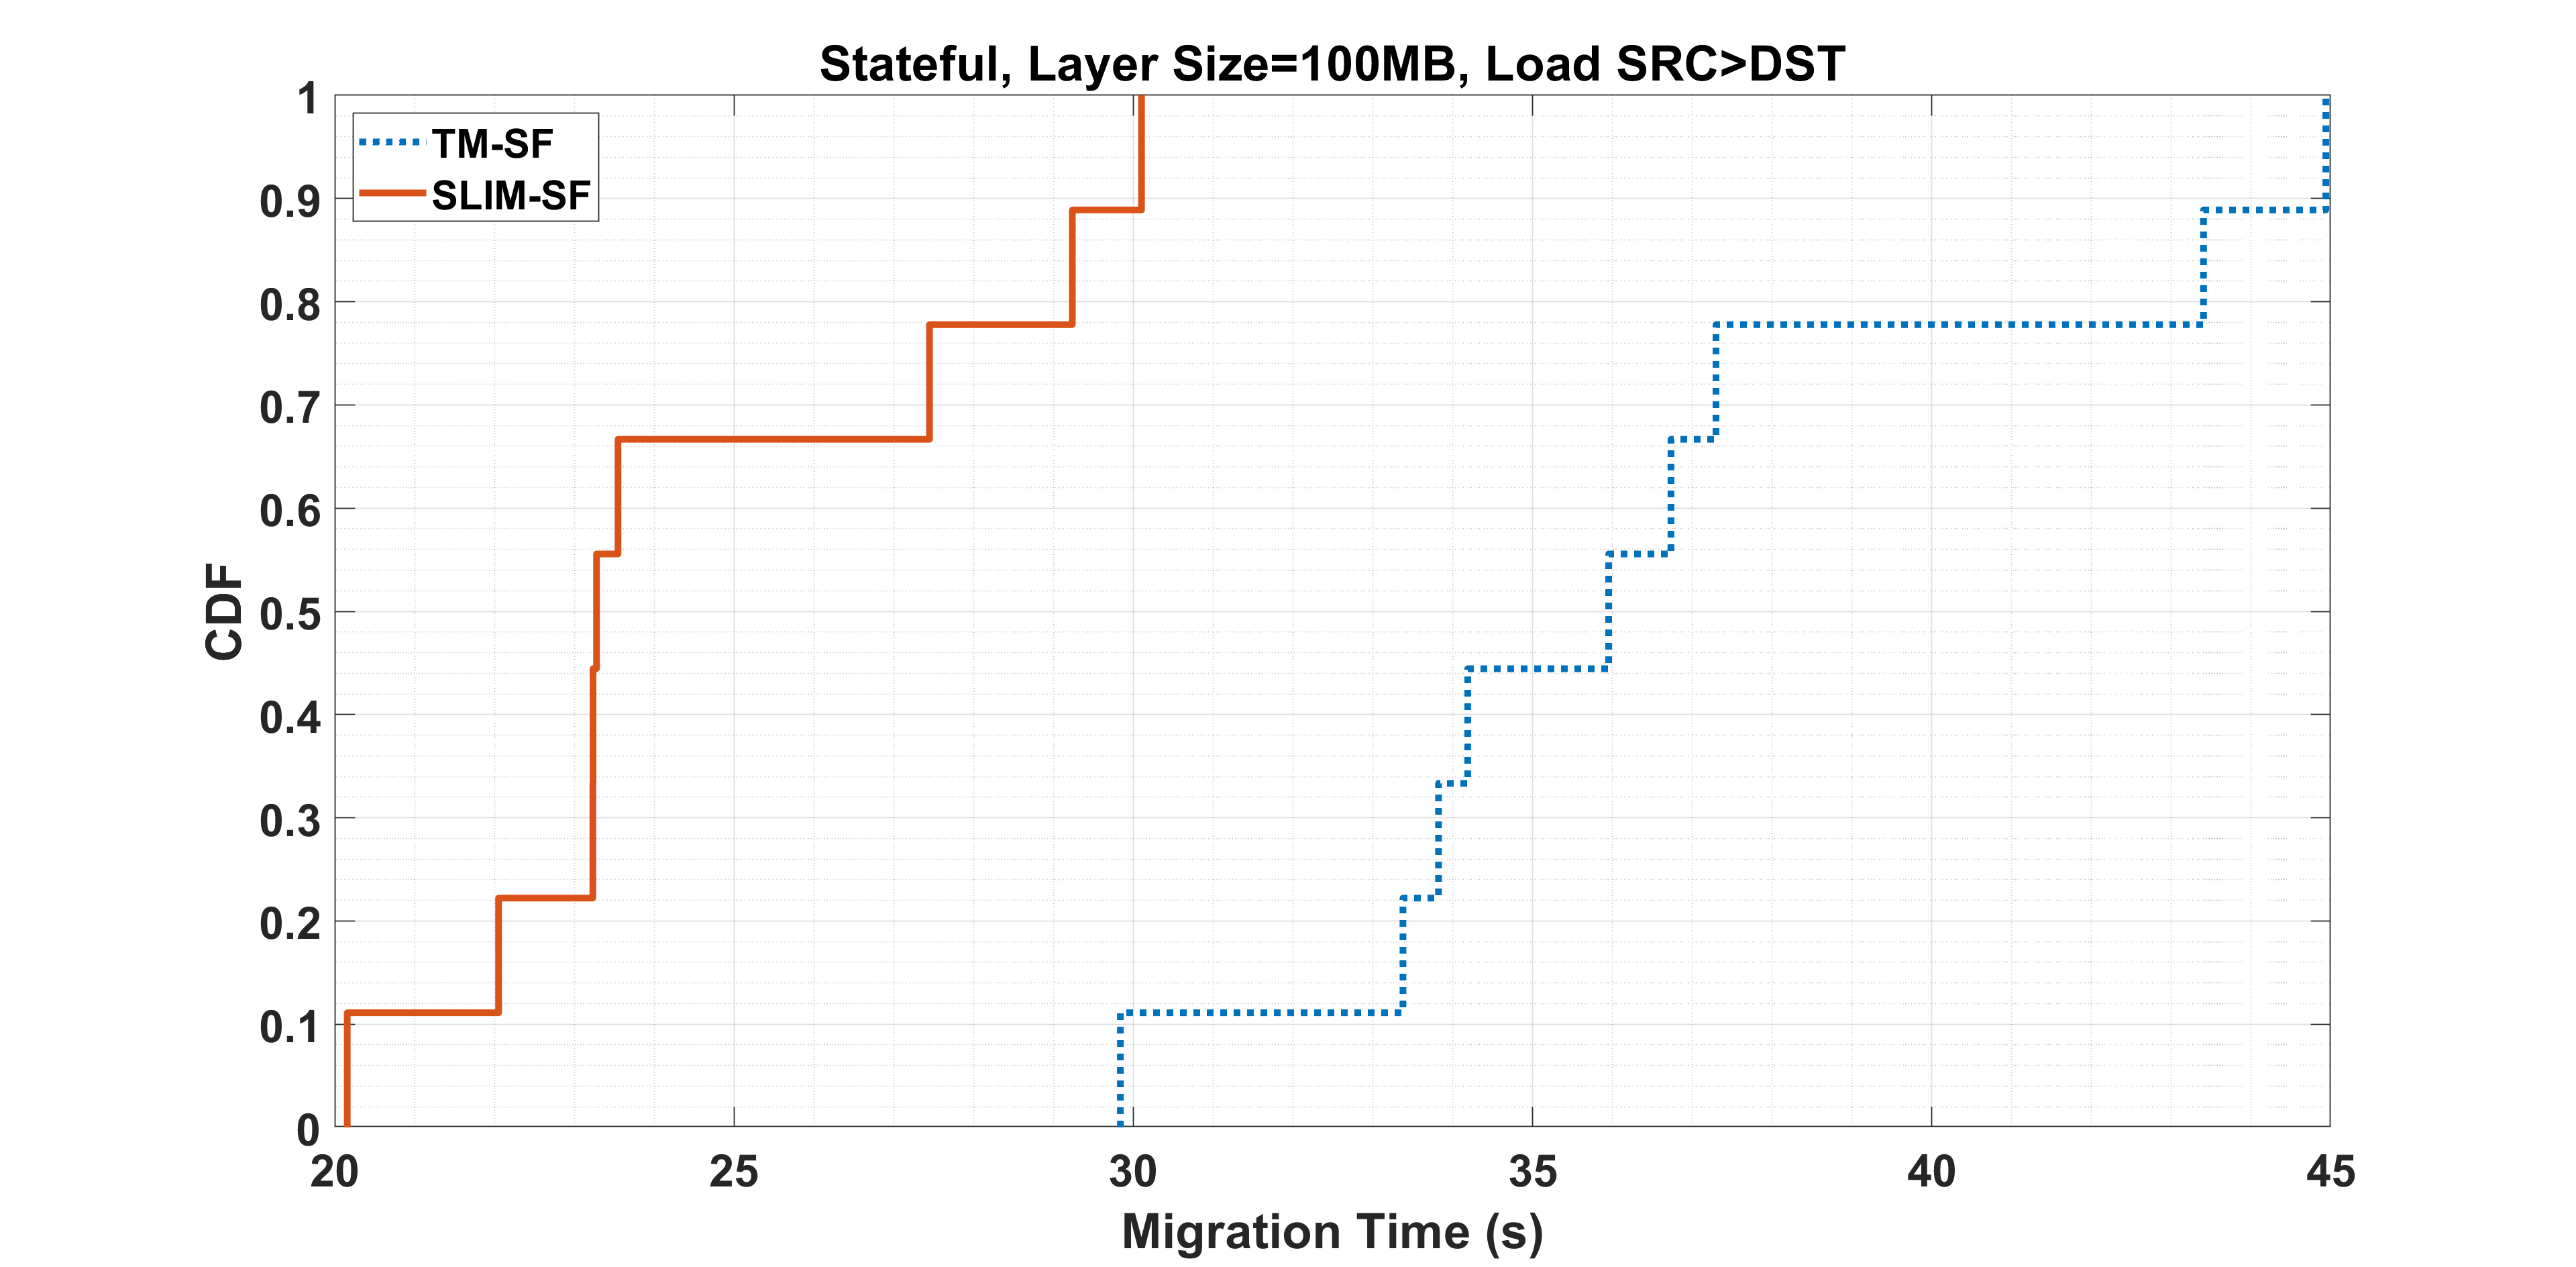 Stateful, Layer Size=100MB, Load SRC>DST
TM-SF
SLIM-SF
1
0.9
0.8
0.7
0.6
0.5
0.4
0.3
0.2
0.1
0
CDF
20 25 30 35 40 45
Migration Time (s)